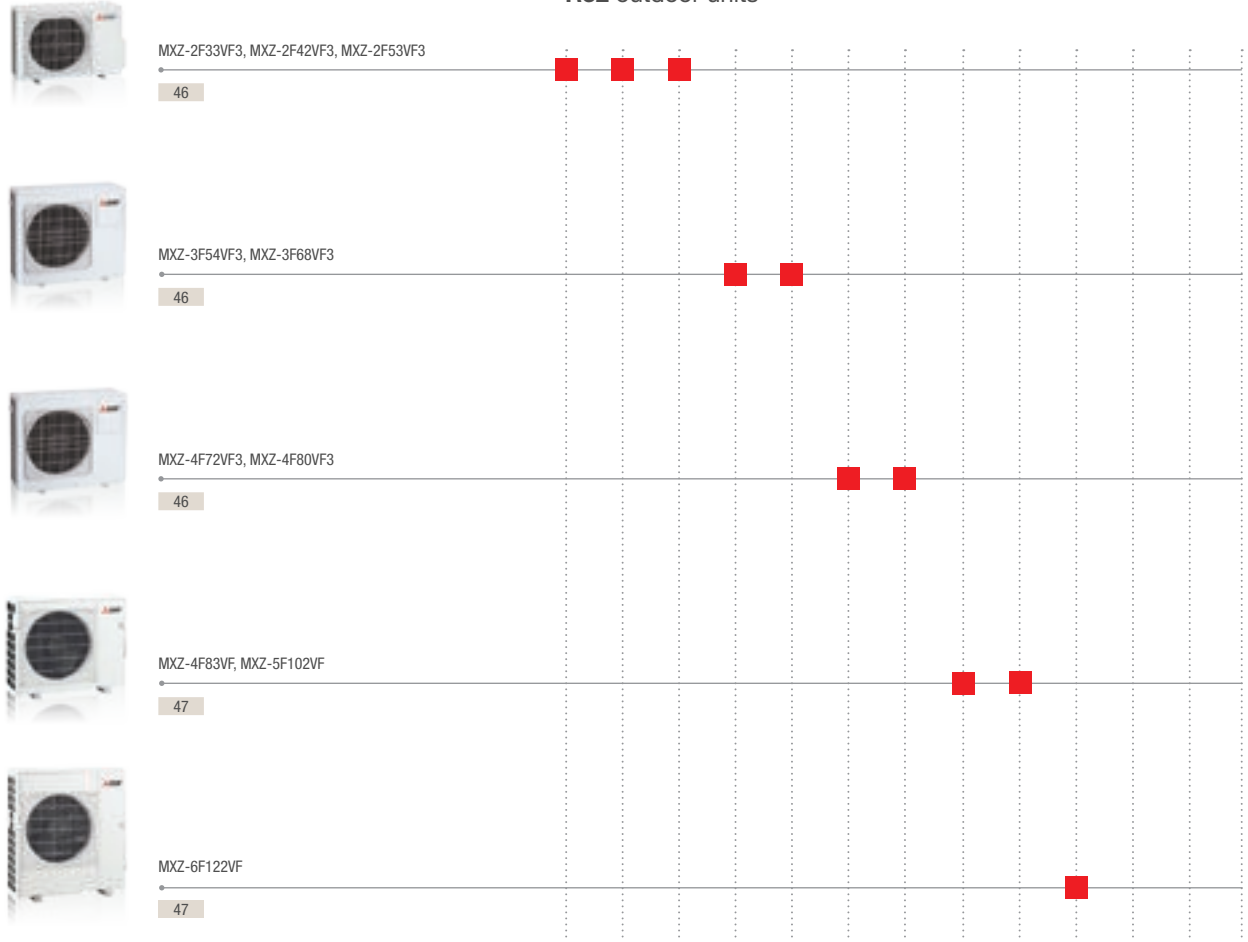 R32 outdoor units
MXZ-2F33VF3, MXZ-2F42VF3, MXZ-2F53VF3
46
MXZ-3F54VF3, MXZ-3F68VF3
46
MXZ-4F72VF3, MXZ-4F80VF3
46
MXZ-4F83VF, MXZ-5F102VF
47
MXZ-6F122VF
47